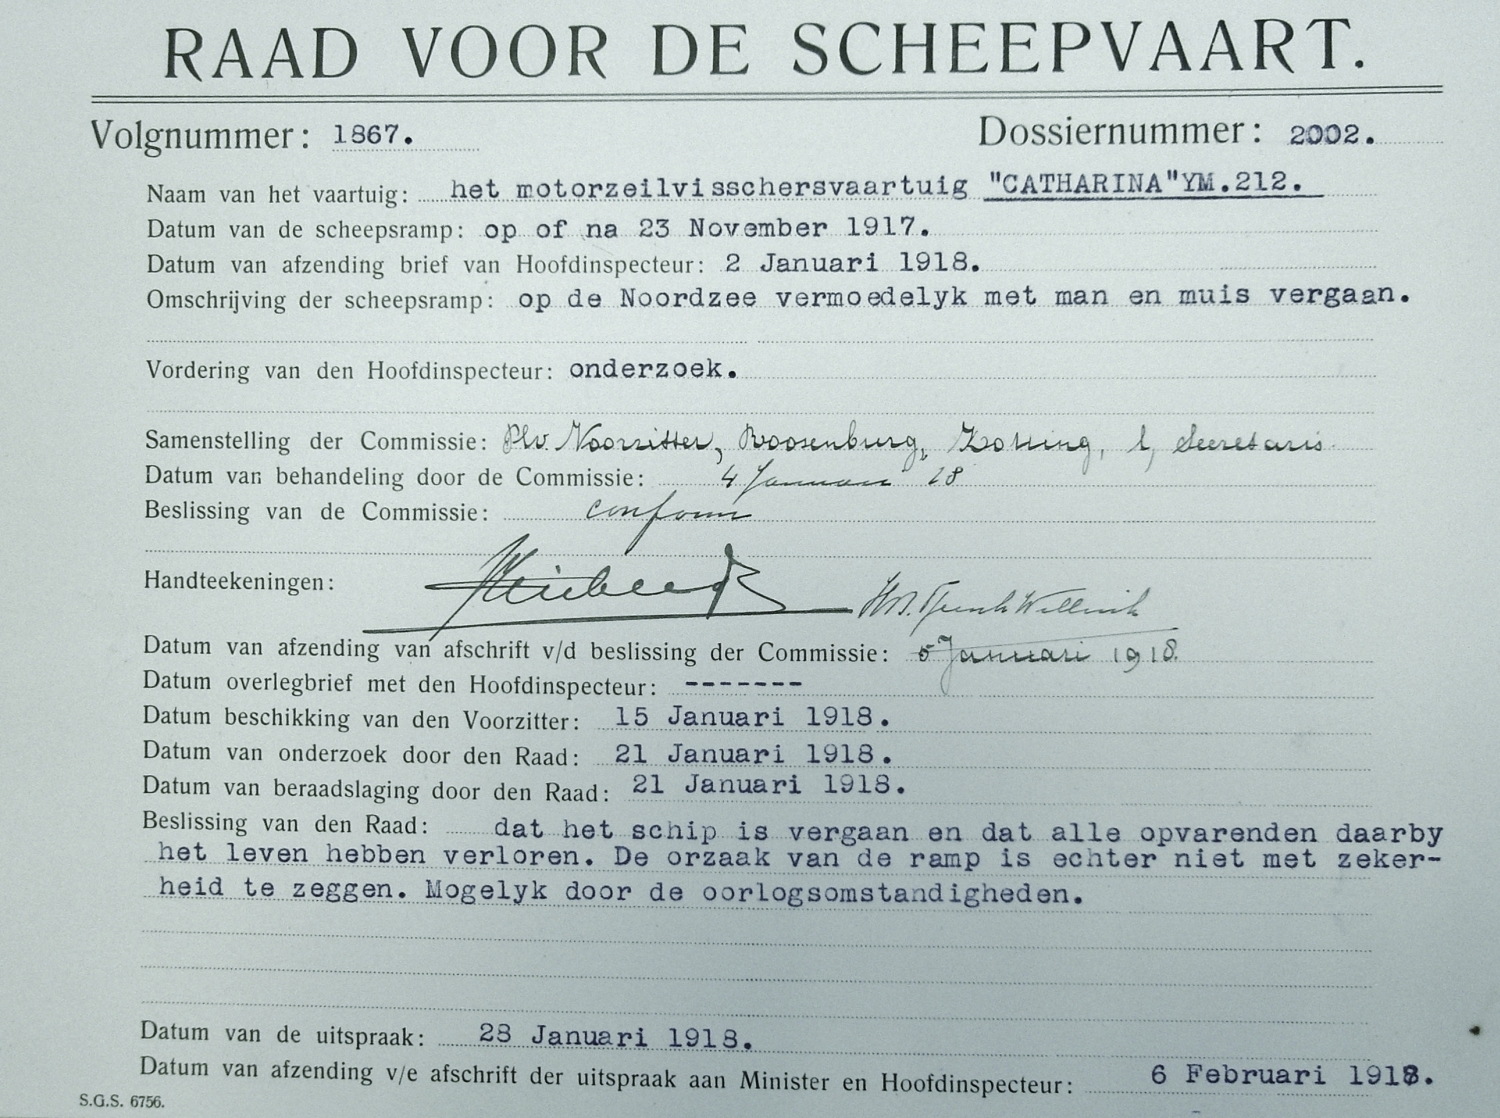 RAAD VOOR DE SCHEEPVAART.
Volgnummer: 1867. Dossiernummer: 2002.
Naam van het vaartuig: het motorzeilvisschersvaartuig "CATHARINA"YM.212.
Datum van de scheepsramp: op of na 23 November 1917.
Datum van afzending brief van Hoofdinspecteur: 2 Januari 1918.
Omschrijving der scheepsramp: op de Noordzee vermoedelyk met man en muis vergaan.
Vordering van den Hoofdinspecteur: onderzoek.
Samenstelling der Commissie: Plv. Voorzitter, Roosenburg, Secretaris
Datum van behandeling door de Commissie: 4 Januari 18
Beslissing van de Commissie: conform
Handteekeningen:
Datum van afzending van afschrift v/d beslissing der Commissie: 5 Januari 1918.
Datum overlegbrief met den Hoofdinspecteur: -------
Datum beschikking van den Voorzitter: 15 Januari 1918.
Datum van onderzoek door den Raad: 21 Januari 1918.
Datum van beraadslaging door den Raad: 21 Januari 1918.
Beslissing van den Raad: dat het schip is vergaan en dat alle opvarenden daarby
het leven hebben verloren. De orzaak van de ramp is echter niet met zeker-
heid te zeggen. Mogelyk door de oorlogsomstandigheden.
Datum van de uitspraak: 28 Januari 1918.
Datum van afzending v/e afschrift der uitspraak aan Minister en Hoofdinspecteur: 6 Februari 1918.
S.G.S. 6756.